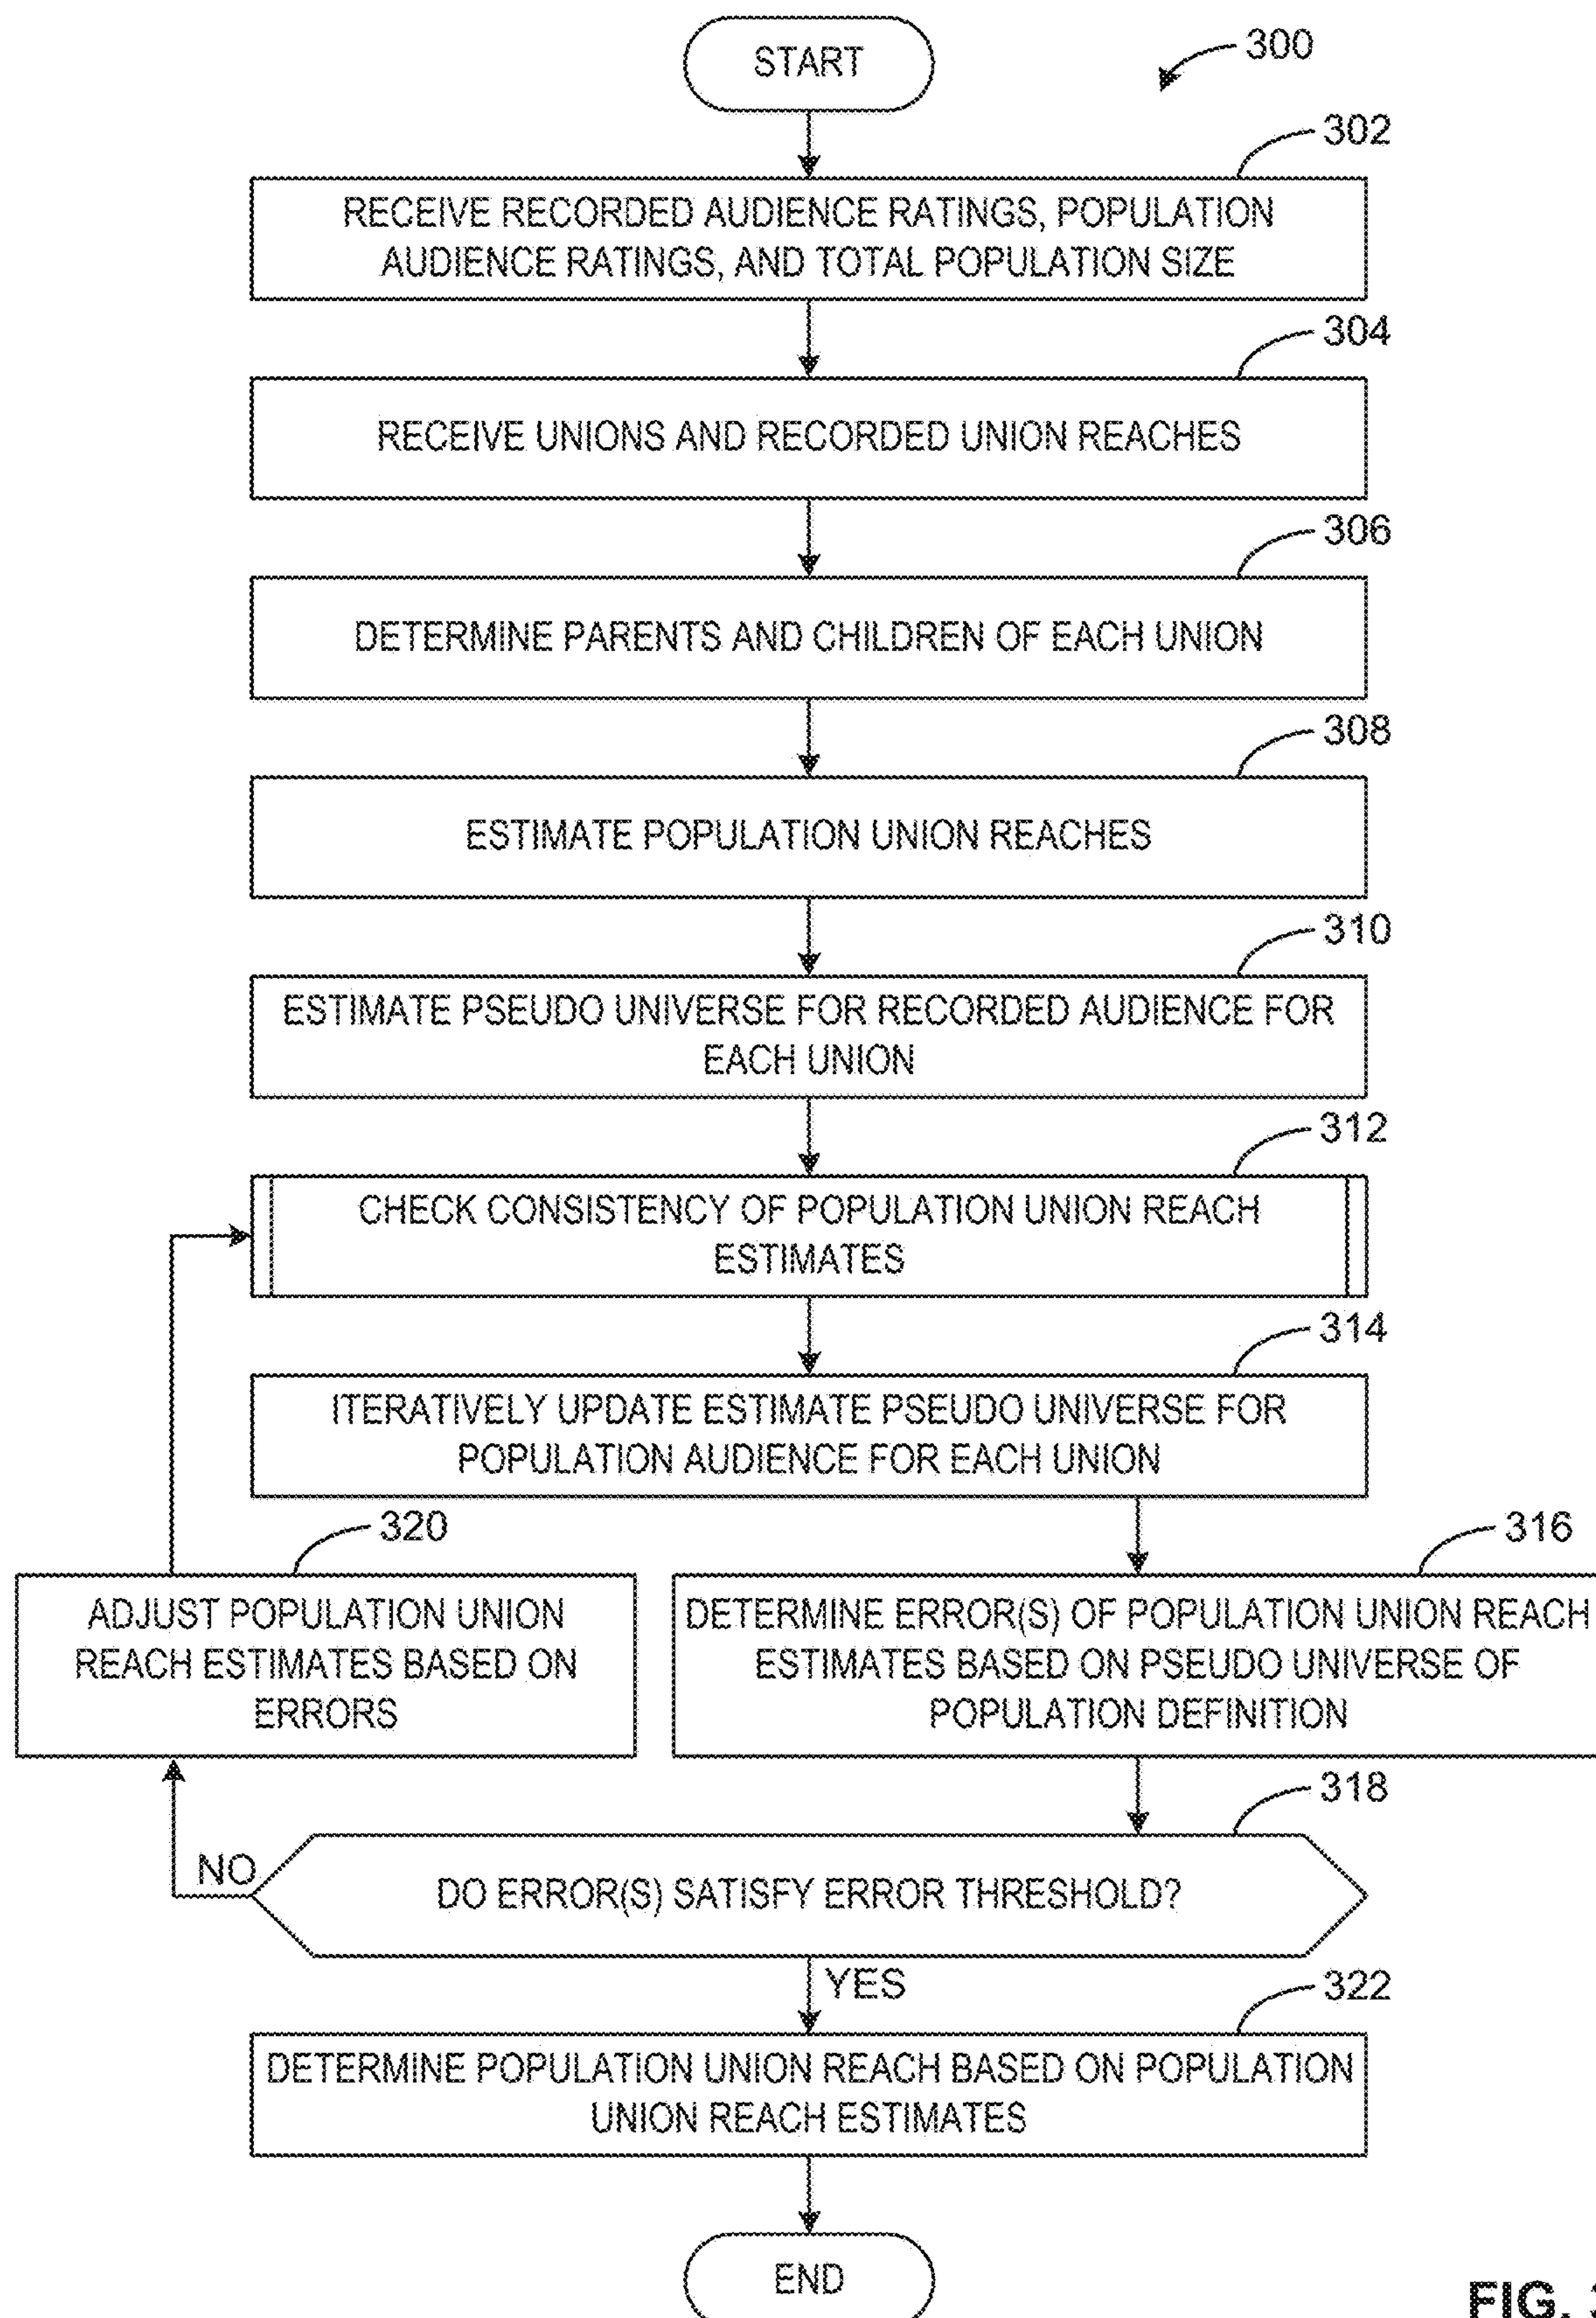 START
300
302
RECEIVE RECORDED AUDIENCE RATINGS, POPULATION
AUDIENCE RATINGS, AND TOTAL POPULATION SIZE
304
RECEIVE UNIONS AND RECORDED UNION REACHES
306
DETERMINE PARENTS AND CHILDREN OF EACH UNION
308
ESTIMATE POPULATION UNION REACHES
310
ESTIMATE PSEUDO UNIVERSE FOR RECORDED AUDIENCE FOR
EACH UNION
312
CHECK CONSISTENCY OF POPULATION UNION REACH
ESTIMATES
314
ITERATIVELY UPDATE ESTIMATE PSEUDO UNIVERSE FOR
POPULATION AUDIENCE FOR EACH UNION
320
ADJUST POPULATION UNION
REACH ESTIMATES BASED ON
ERRORS
316
DETERMINE ERROR(S) OF POPULATION UNION REACH
ESTIMATES BASED ON PSEUDO UNIVERSE OF
POPULATION DEFINITION
318
NO
DO ERROR(S) SATISFY ERROR THRESHOLD?
YES
322
DETERMINE POPULATION UNION REACH BASED ON POPULATION
UNION REACH ESTIMATES
END
FIG.